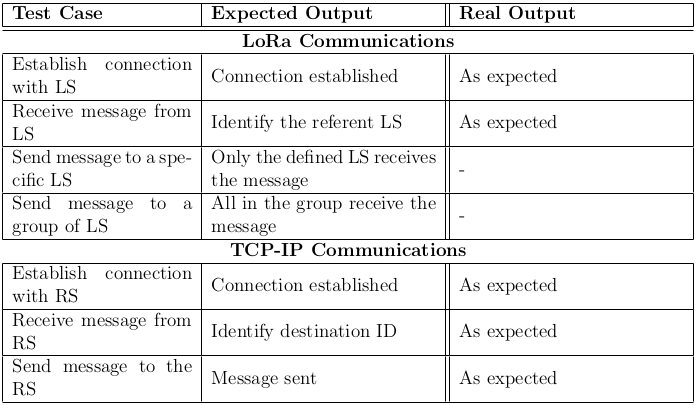 Test Case Expected Output Real Output
LoRa Communications
Establish connection
with LS
Connection established
As expected
Receive message from
LS
Identify the referent LS
As expected
Send message to a spe-
cific LS
Only the defined LS receives
the message
-
Send message to a
group of LS
All in the group receive the
message
-
TCP-IP Communications
Establish connection
with RS
Connection established
As expected
Receive message from
RS
Identify destination ID
As expected
Send message to the
RS
Message sent
As expected